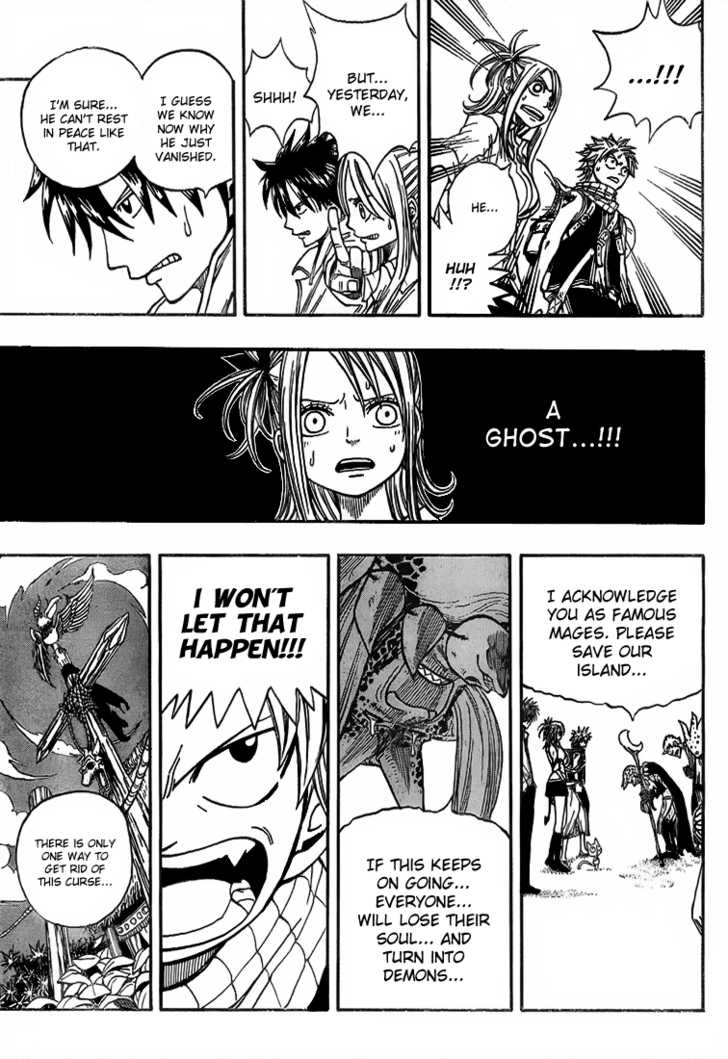 ...!!!
HE...
HUH
!!?
BUT...
YESTERDAY,
WE...
SHHH!
I GUESS
WE KNOW
NOW WHY
HE JUST
VANISHED.
I'M SURE...
HE CAN'T REST
IN PEACE LIKE
THAT.
A
GHOST...!!!
I ACKNOWLEDGE
YOU AS FAMOUS
MAGES. PLEASE
SAVE OUR
ISLAND...
IF THIS KEEPS
ON GOING...
EVERYONE...
WILL LOSE THEIR
SOUL... AND
TURN INTO
DEMONS...
I WON'T
LET THAT
HAPPEN!!!
THERE IS ONLY
ONE WAY TO
GET RID OF
THIS CURSE...